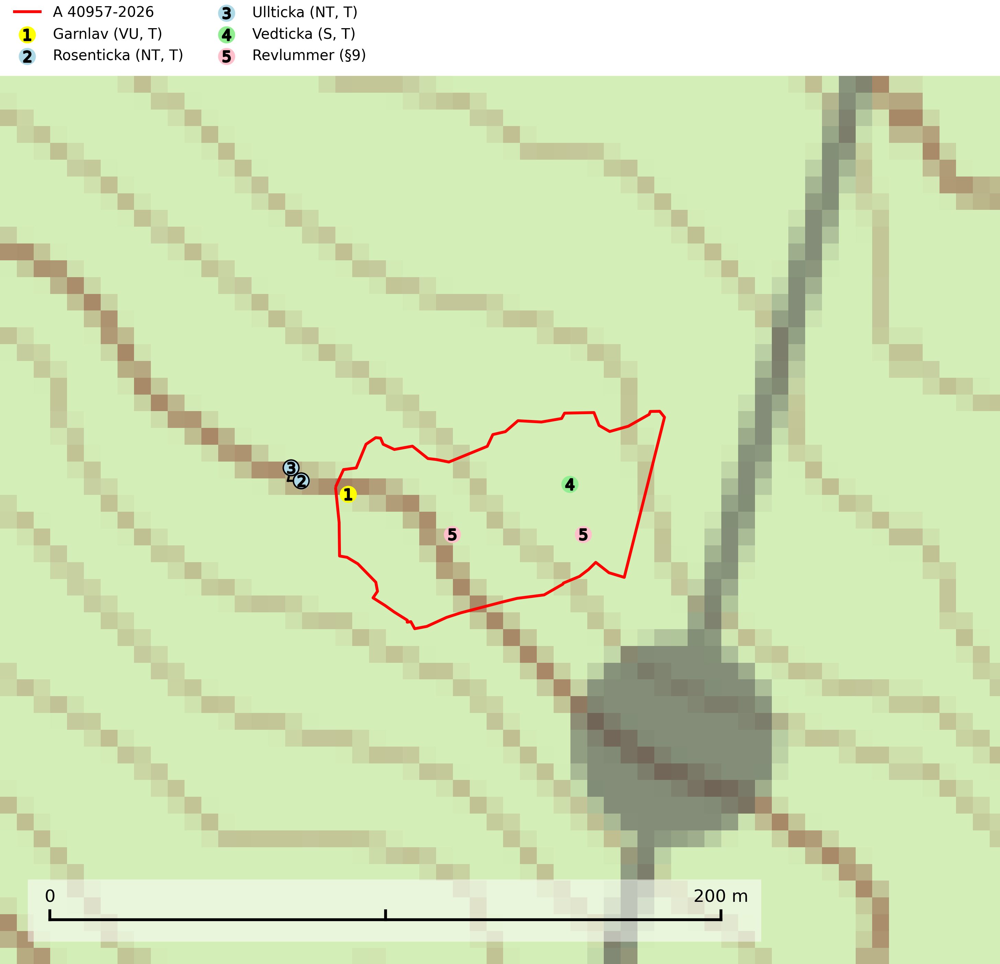 A 40957-2026
1 Garnlav (VU, T)
2 Rosenticka (NT, T)
3 Ullticka (NT, T)
4 Vedticka (S, T)
5 Revlummer (§9)
3
2
1
4
5
5
0
200 m